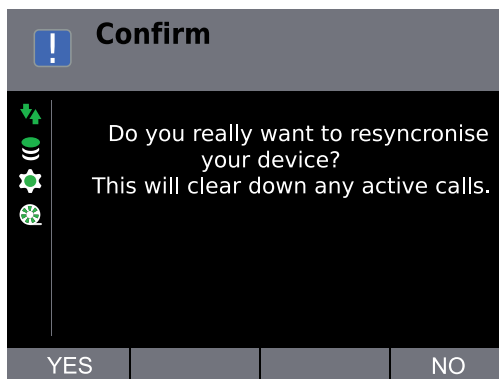 Confirm
Do you really want to resyncronise
your device?
This will clear down any active calls.
YES
NO